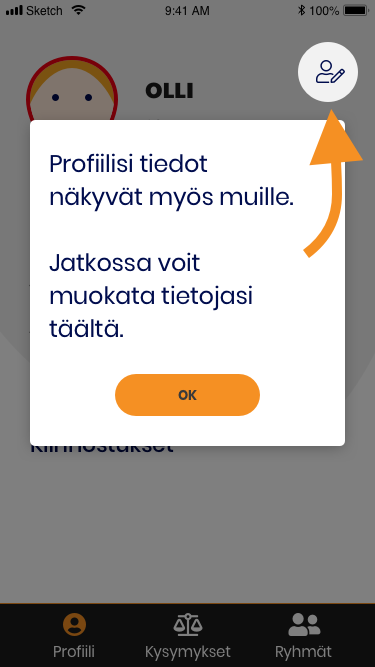 Sketch 9:41 AM 100%
OLLI
Profiilisi tiedot
näkyvät myös muille.
Jatkossa voit
muokata tietojasi
täältä.
OK
Kiinnostukset
Profiili Kysymykset Ryhmät